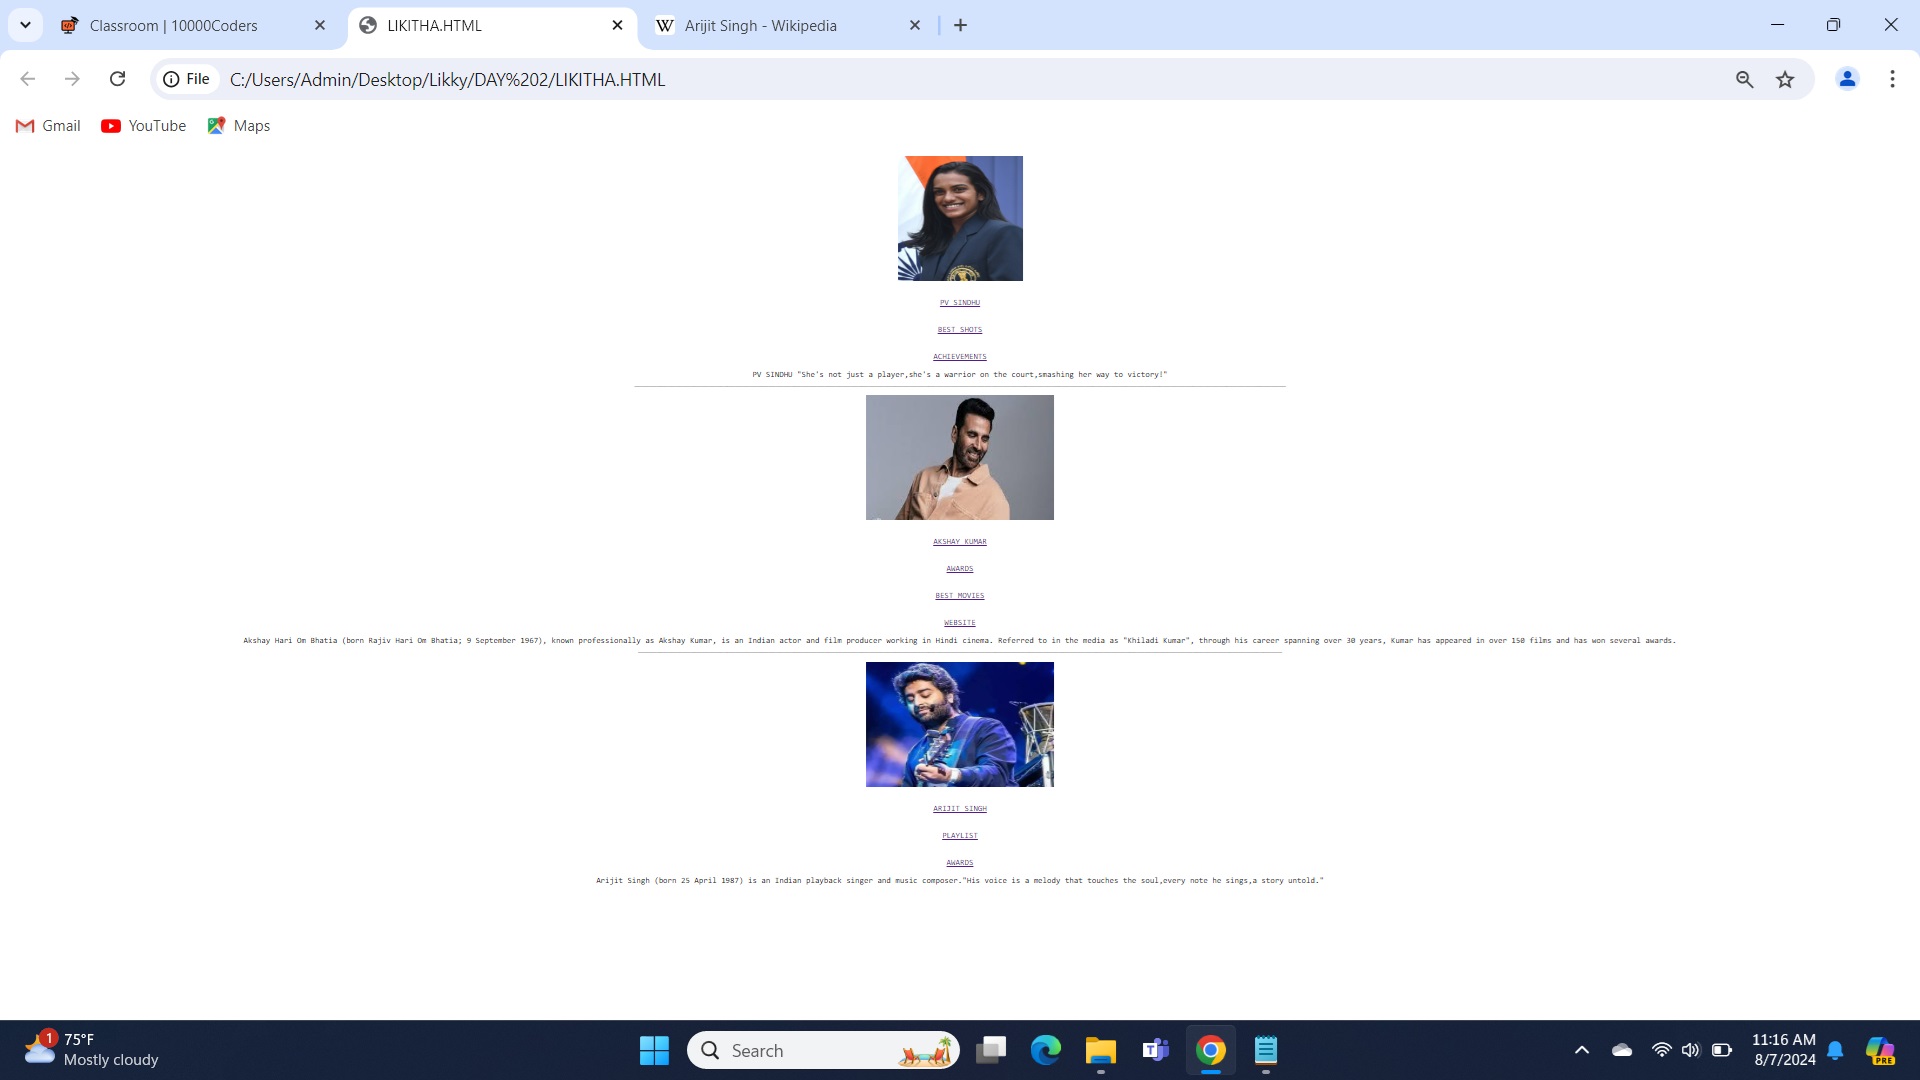 Classroom | 10000Coders
LIKITHA.HTML
W Arijit Singh - Wikipedia
File
C:/Users/Admin/Desktop/Likky/DAY%202/LIKITHA.HTML
Gmail
YouTube
Maps
PV SINDHU
BEST SHOTS
ACHIEVEMENTS
PV SINDHU "She's not just a player,she's a warrior on the court,smashing her way to victory!"
AKSHAY KUMAR
AWARDS
BEST MOVIES
WEBSITE
Akshay Hari Om Bhatia (born Rajiv Hari Om Bhatia; 9 September 1967), known professionally as Akshay Kumar, is an Indian actor and film producer working in Hindi cinema. Referred to in the media as "Khiladi Kumar", through his career spanning over 30 years, Kumar has appeared in over 150 films and has won several awards.
ARIJIT SINGH
PLAYLIST
AWARDS
Arijit Singh (born 25 April 1987) is an Indian playback singer and music composer."His voice is a melody that touches the soul,every note he sings,a story untold."
1
75°F
Mostly cloudy
Search
11:16 AM
8/7/2024
PRE